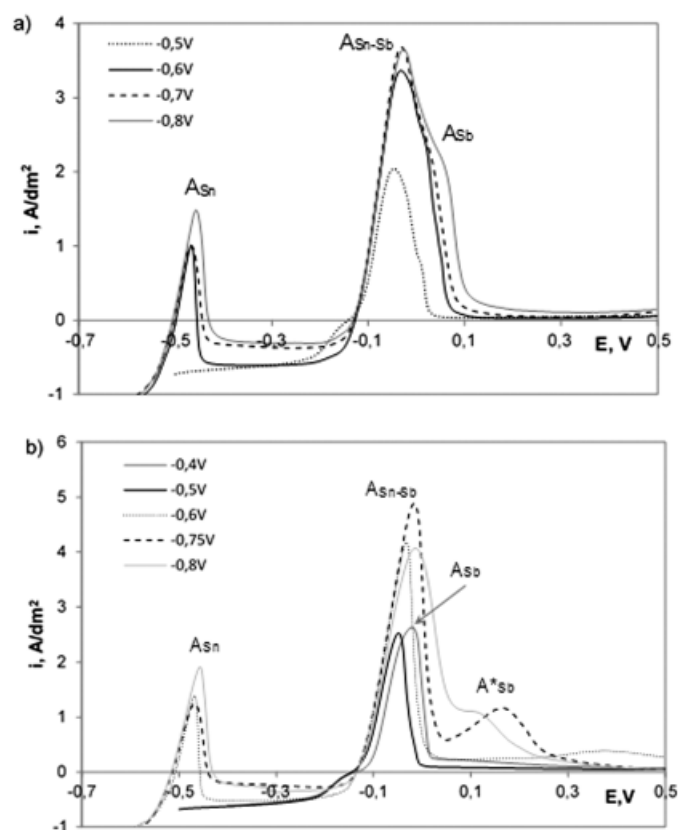 a)
4
3
2
1
0
-1
i, A/dm²
-0,5V
-0,6V
-0,7V
-0,8V
ASn
ASn-Sb
ASb
-0,7
-0,5
-0,3
-0,1
0,1
0,3
0,5
E, V
b)
6
5
4
3
2
1
0
-1
i, A/dm²
-0,4V
-0,5V
-0,6V
-0,75V
-0,8V
ASn
ASn-Sb
ASb
A*Sb
-0,7
-0,5
-0,3
-0,1
0,1
0,3
0,5
E,V